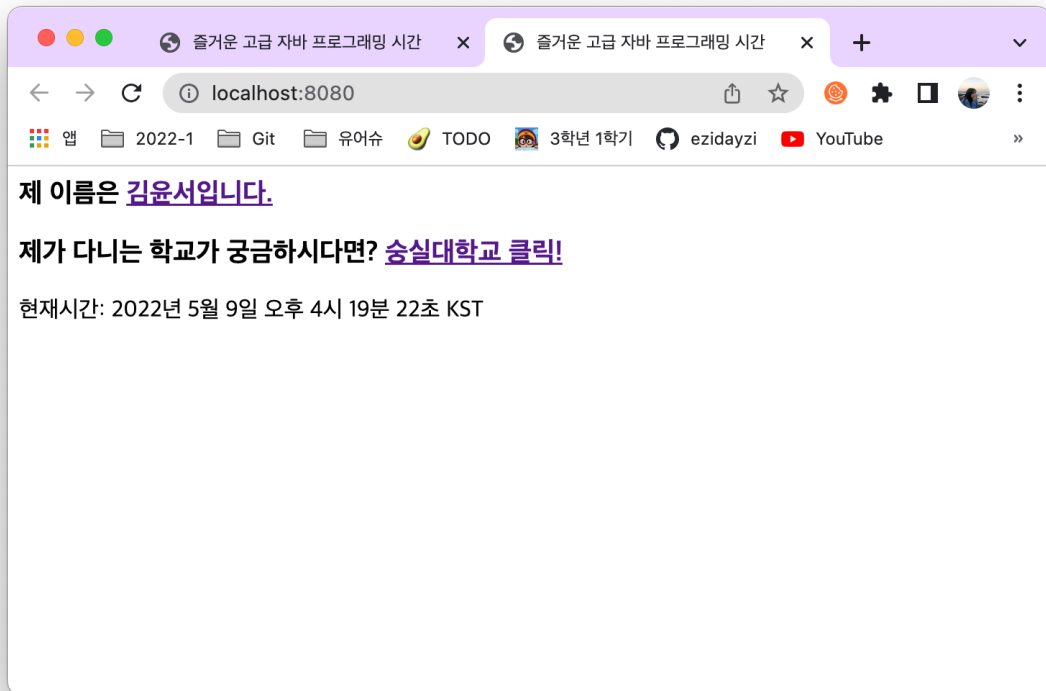 즐거운 고급 자바 프로그래밍 시간 즐거운 고급 자바 프로그래밍 시간
localhost:8080
앱 2022-1 Git 유어슈 TODO 3학년 1학기 ezidayzi YouTube »
제 이름은 김윤서입니다.
제가 다니는 학교가 궁금하시다면? 숭실대학교 클릭!
현재시간: 2022년 5월 9일 오후 4시 19분 22초 KST